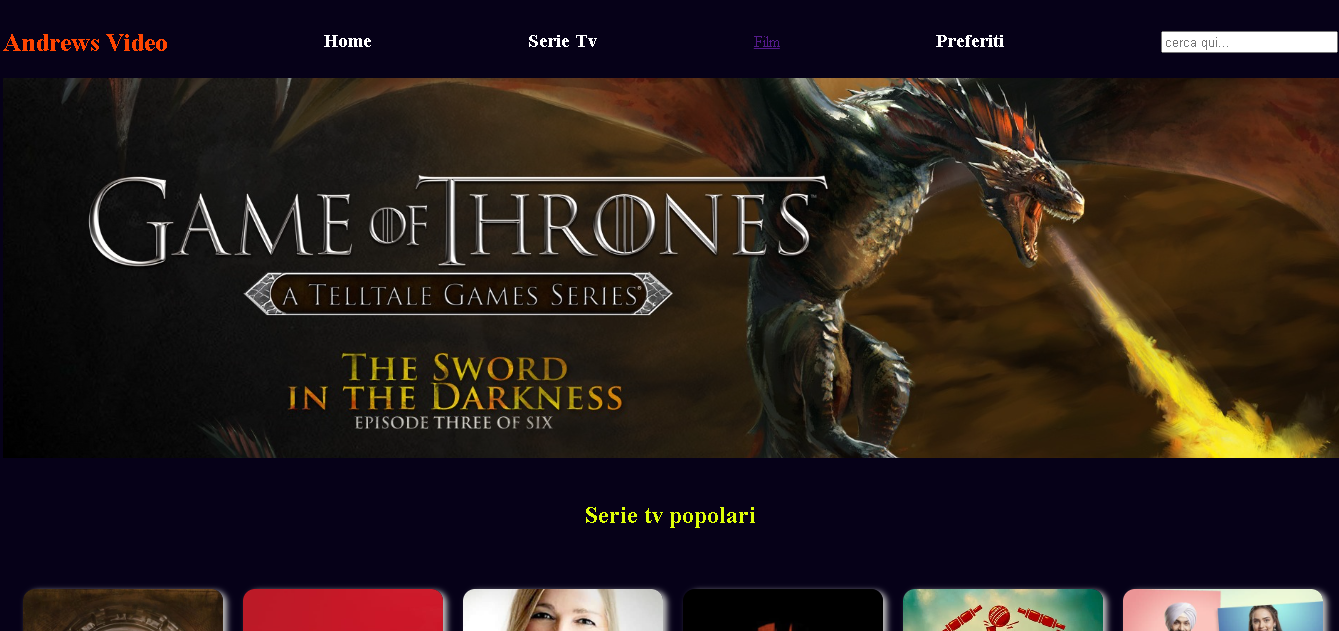 Andrews Video
Home
Serie Tv
Film
Preferiti
cerca qui...
GAME OF THRONES
A TELLTALE GAMES SERIES
THE SWORD
IN THE DARKNESS
EPISODE THREE OF SIX
Serie tv popolari